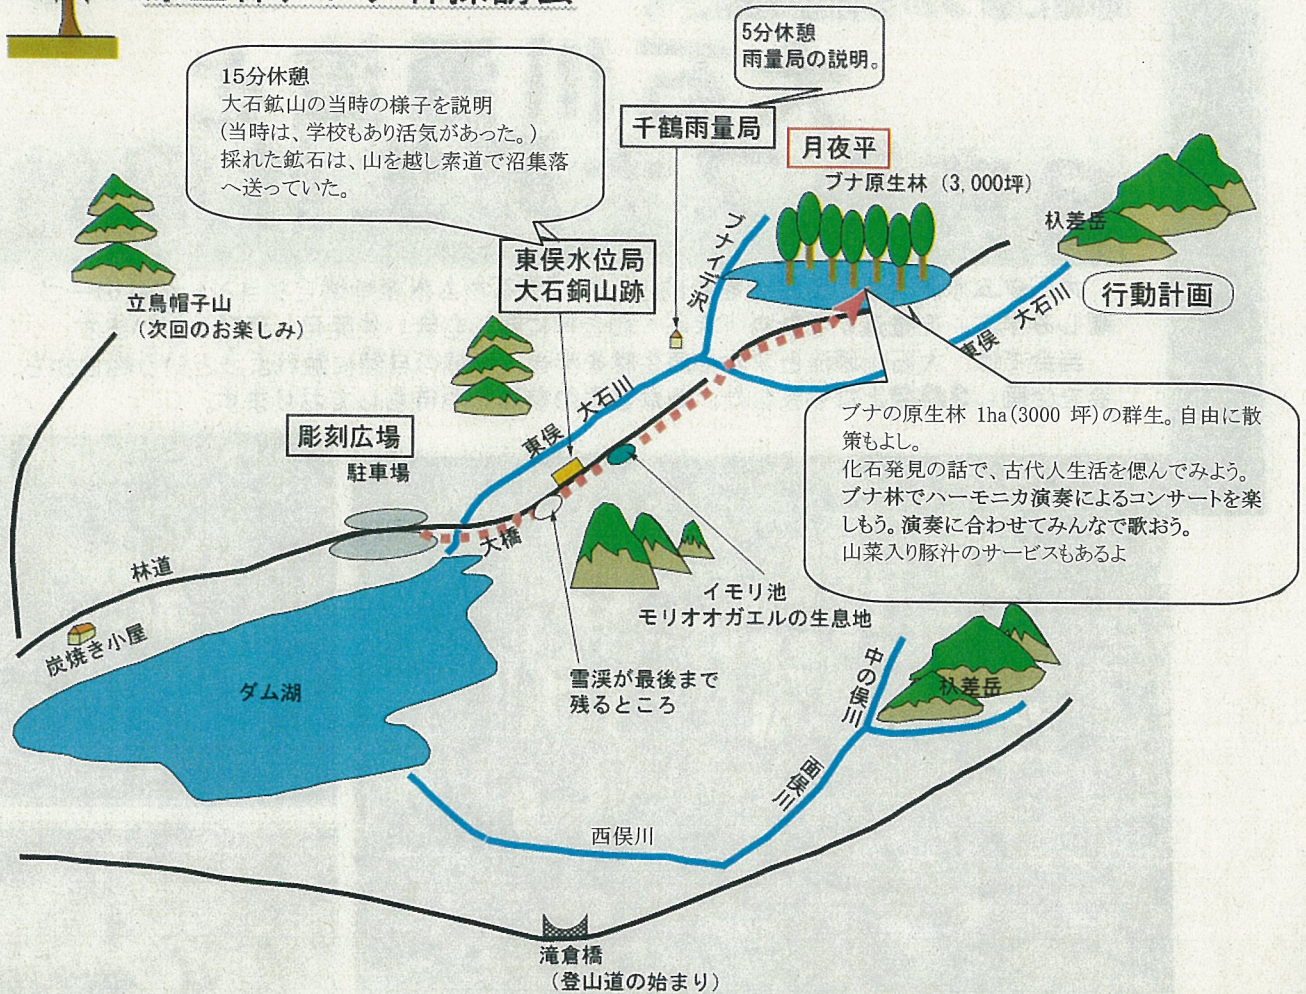 5分休憩
雨量局の説明。
15分休憩
大石鉱山の当時の様子を説明
(当時は、学校もあり活気があった。)
採れた鉱石は、山を越し素道で沼集落
へ送っていた。
千鶴雨量局
月夜平
ブナ原生林（3,000坪）
杁差岳
ブナイデ沢
東俣水位局
大石銅山跡
立烏帽子山
（次回のお楽しみ）
行動計画
東俣 大石川
東俣 大石川
ブナの原生林 1ha(3000 坪)の群生。自由に散
策もよし。
化石発見の話で、古代人生活を偲んでみよう。
ブナ林でハーモニカ演奏によるコンサートを楽
しもう。演奏に合わせてみんなで歌おう。
山菜入り豚汁のサービスもあるよ
彫刻広場
駐車場
大橋
林道
イモリ池
モリオオガエルの生息地
炭焼き小屋
ダム湖
雪渓が最後まで
残るところ
中の俣川
杁差岳
面俣川
西俣川
滝倉橋
（登山道の始まり）